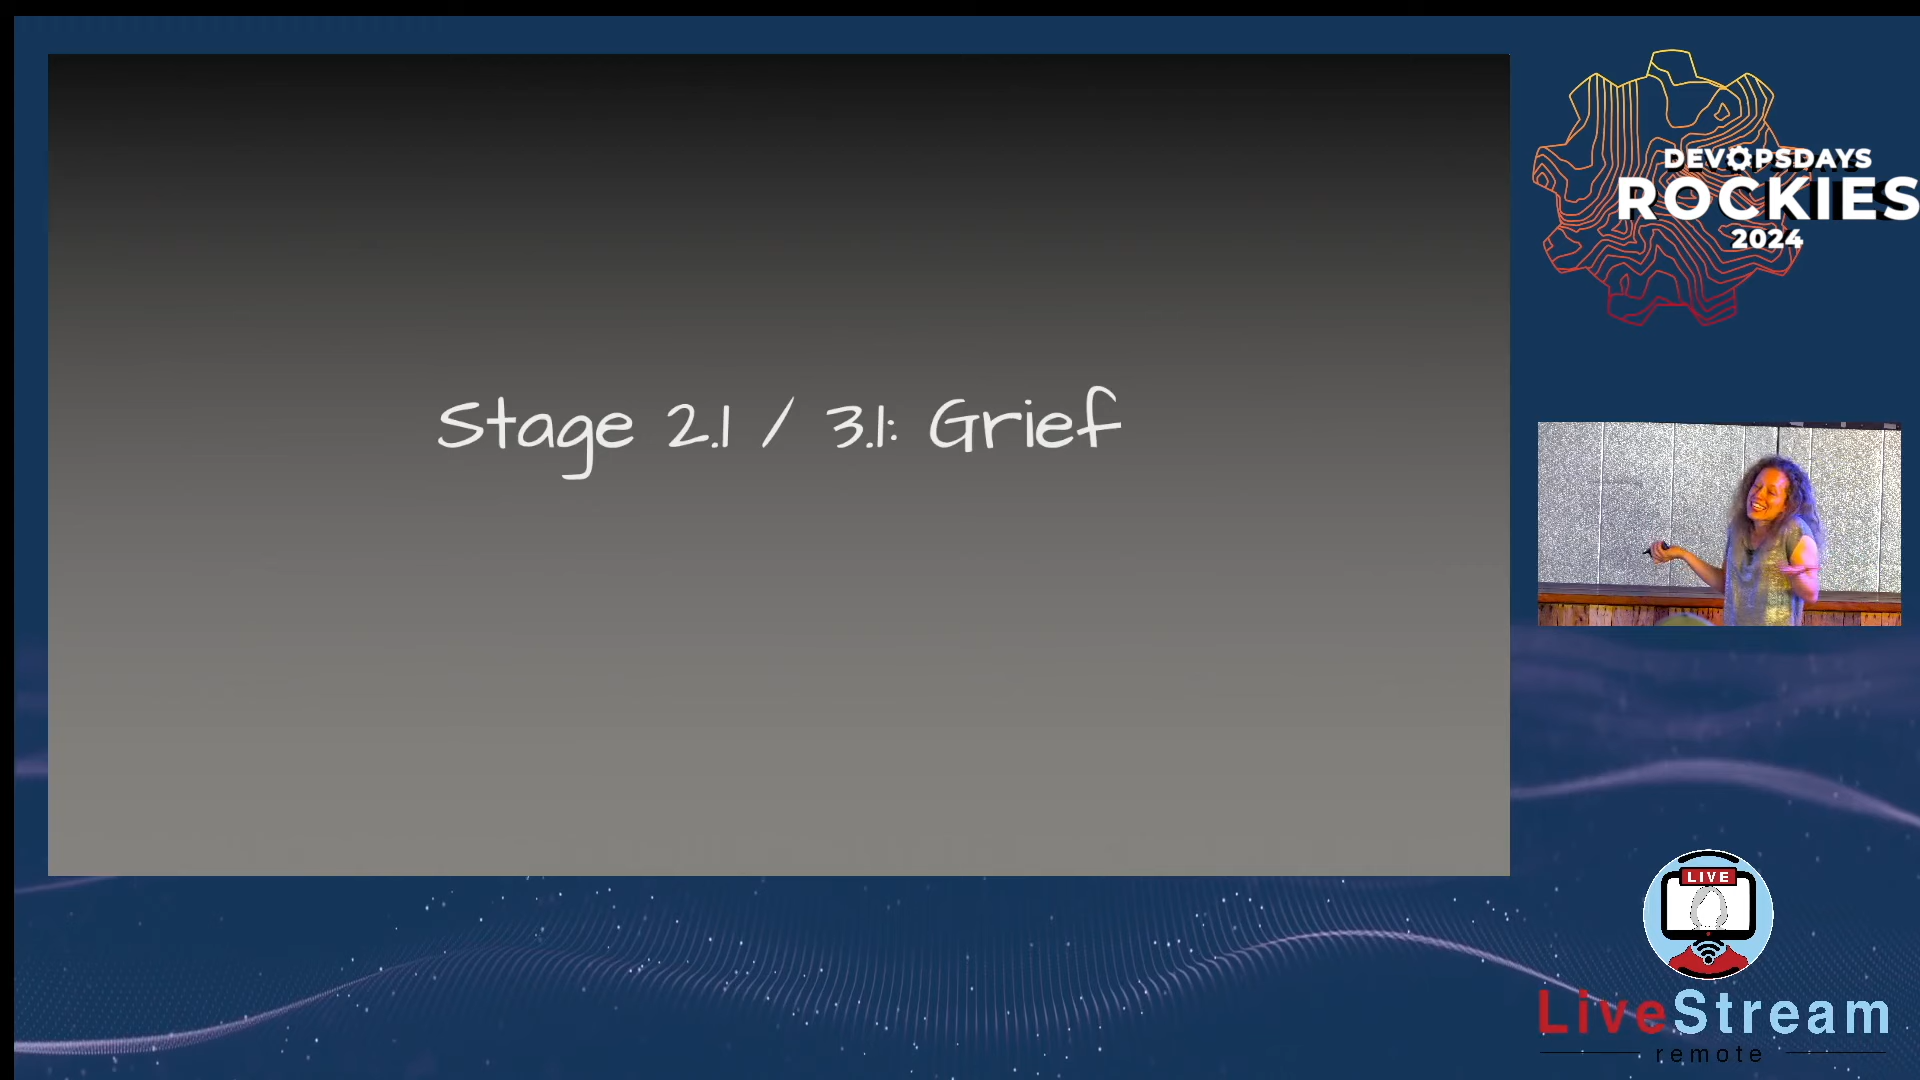 Stage 2.1 / 3.1: Grief
DEVOPSDAYS
ROCKIES
2024
LIVE
LiveStream
remote